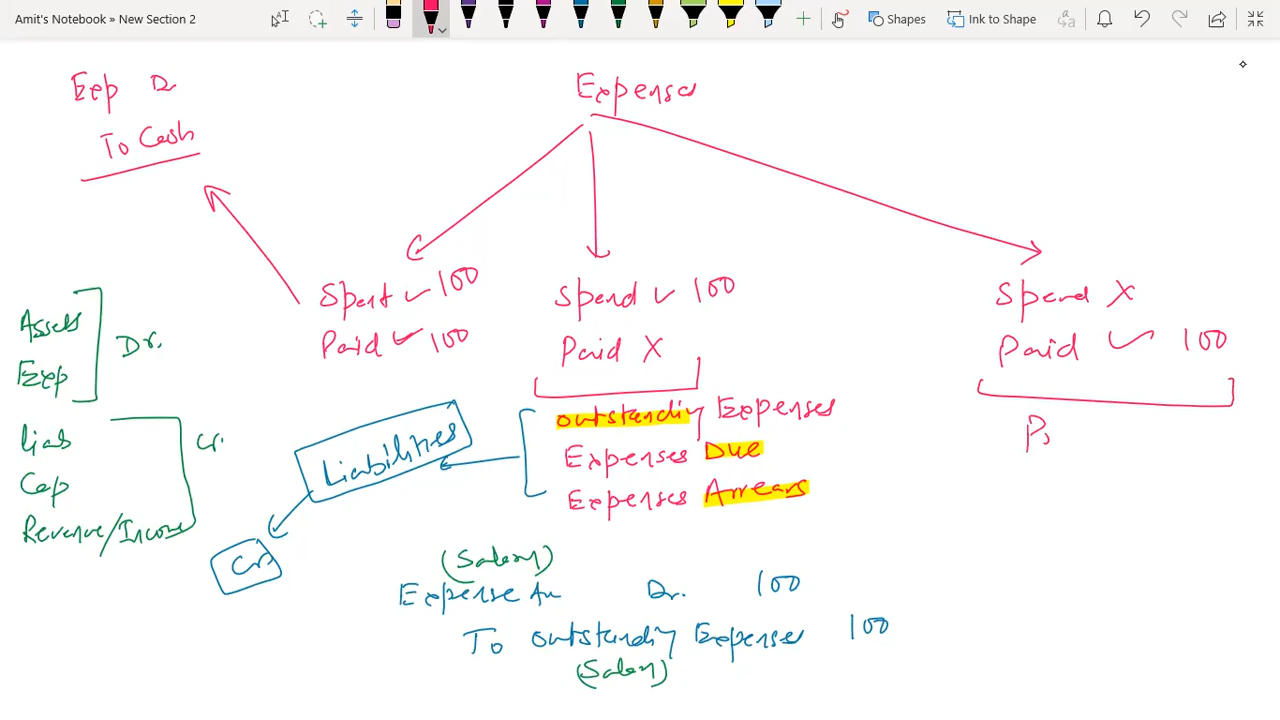 Amit's Notebook » New Section 2
Shapes
Ink to Shape
Exp Dr
To Cash
Expenses
Spent ✓ 100
Paid ✓ 100
Spend ✓ 100
Paid X
Spend X
Paid ✓ 100
Assets
Exp
Dr.
Liab
Cap
Revenue/Income
Cr.
Outstanding Expenses
Expenses Due
Expenses Arrears
Liabilities
Cr.
P
(Salary)
Expense A/c Dr. 100
To outstanding Expenses 100
(Salary)